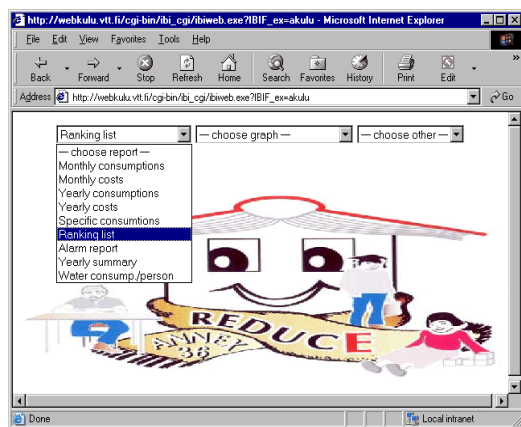 http://webkulu.vtt.fi/cgi-bin/ibi_cgi/ibiweb.exe?IBIF_ex=akulu - Microsoft Internet Explorer
File Edit View Favorites Tools Help
Back Forward Stop Refresh Home Search Favorites History Print Edit »
Address http://webkulu.vtt.fi/cgi-bin/ibi_cgi/ibiweb.exe?IBIF_ex=akulu Go
Ranking list — choose graph — — choose other —
— choose report —
Monthly consumptions
Monthly costs
Yearly consumptions
Yearly costs
Specific consumtions
Ranking list
Alarm report
Yearly summary
Water consump./person
REDUCE
ANNEX
36
Done Local intranet